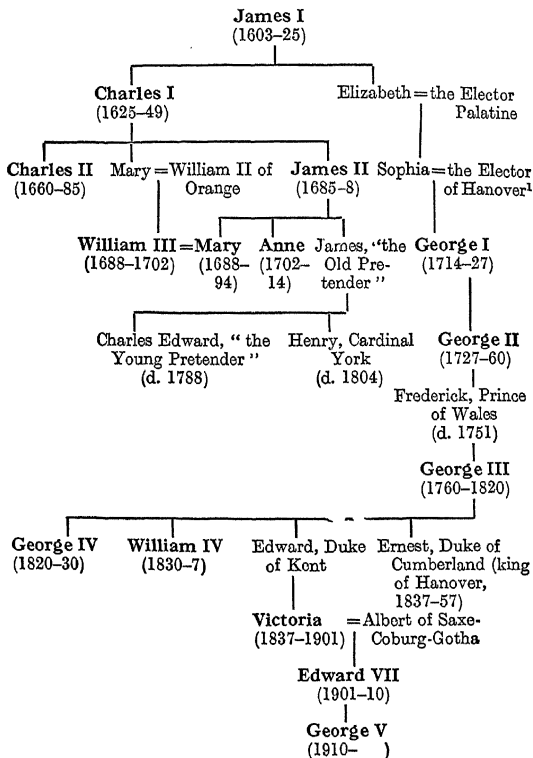 James I
(1603–25)
Charles I
(1625–49)
Elizabeth=the Elector
Palatine
Charles II
(1660–85)
Mary=William II of
Orange
James II
(1685–8)
Sophia=the Elector
of Hanover¹
William III=Mary
(1688–1702)
(1688–
94)
Anne
(1702–
14)
James, "the
Old Pre-
tender"
George I
(1714–27)
Charles Edward, "the
Young Pretender"
(d. 1788)
Henry, Cardinal
York
(d. 1804)
George II
(1727–60)
Frederick, Prince
of Wales
(d. 1751)
George III
(1760–1820)
George IV
(1820–30)
William IV
(1830–7)
Edward, Duke
of Kont
Ernest, Duke of
Cumberland (king
of Hanover,
1837–57)
Victoria
(1837–1901)
=Albert of Saxe-
Coburg-Gotha
Edward VII
(1901–10)
George V
(1910– )